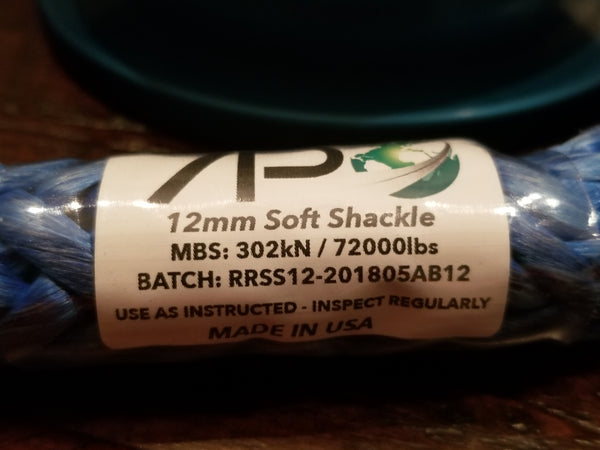 12mm Soft Shackle
MBS: 302kN / 72000lbs
BATCH: RRSS12-201805AB12
USE AS INSTRUCTED - INSPECT REGULARLY
MADE IN USA